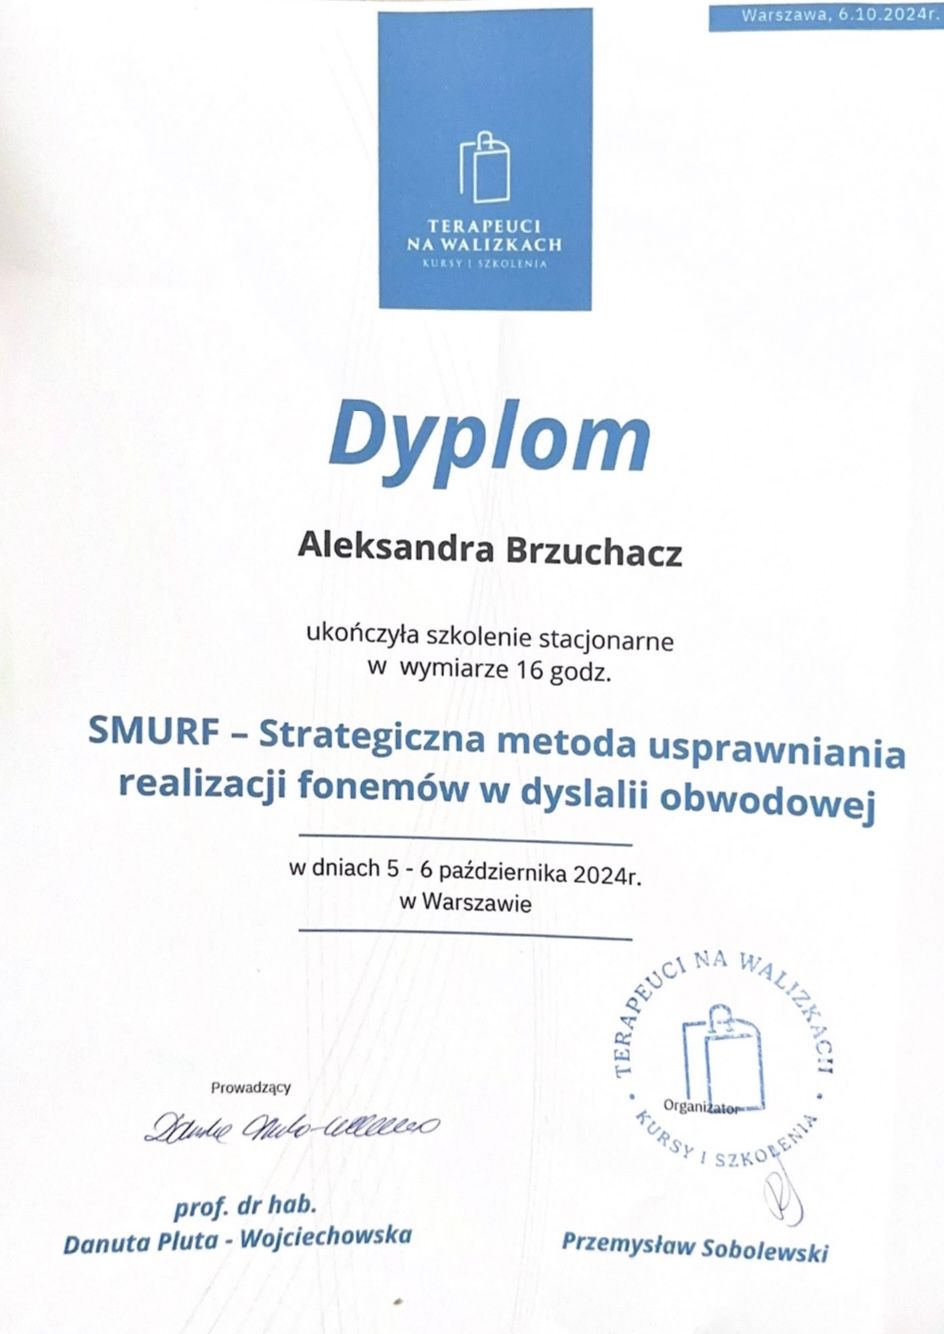 Warszawa, 6.10.2024r.
TERAPEUCI
NA WALIZKACH
KURSY I SZKOLENIA
Dyplom
Aleksandra Brzuchacz
ukończyła szkolenie stacjonarne
w wymiarze 16 godz.
SMURF – Strategiczna metoda usprawniania
realizacji fonemów w dyslalii obwodowej
w dniach 5 - 6 października 2024r.
w Warszawie
TERAPEUCI NA WALIZKACH
KURSY I SZKOLENIA
Prowadzący
Organizator
prof. dr hab.
Danuta Pluta - Wojciechowska
Przemysław Sobolewski